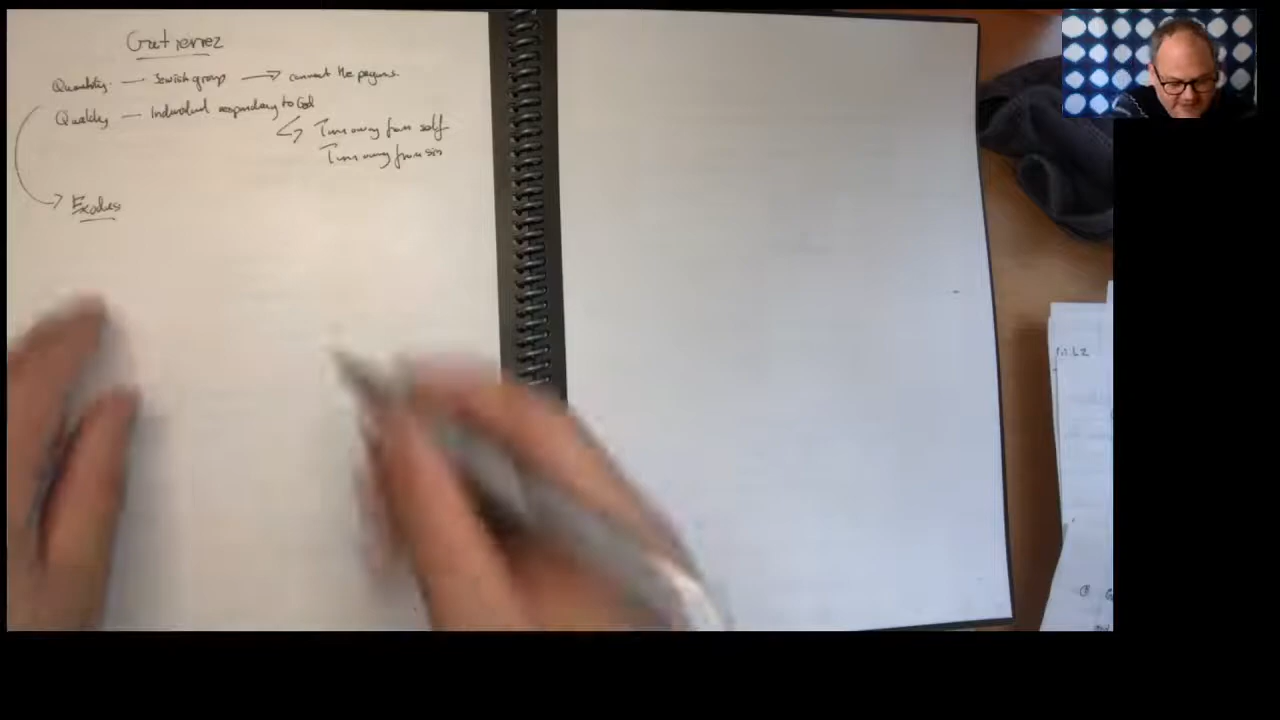 Gutierrez
Quantity — Jewish group → convert the pagans.
Quality — Individual responding to God
Turn away from self
Turn away from sin
Exodus